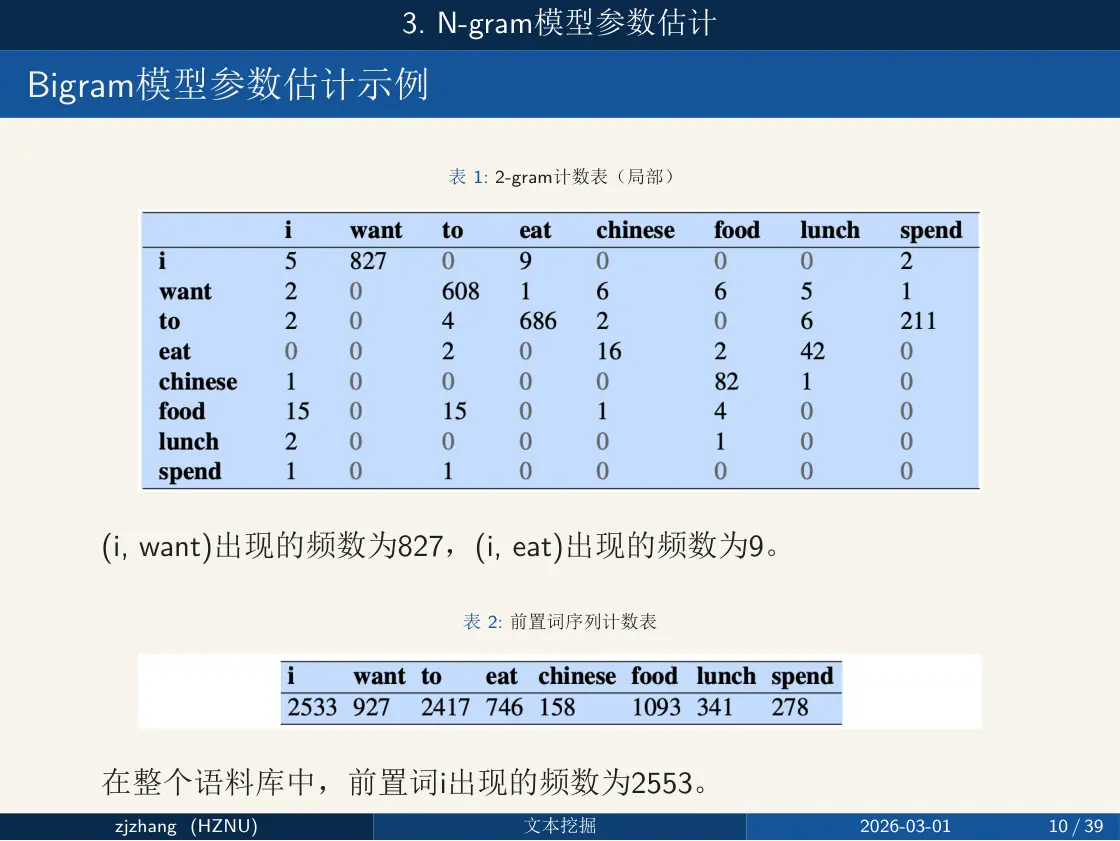 3. N-gram模型参数估计
Bigram模型参数估计示例
表 1: 2-gram计数表（局部）
i want to eat chinese food lunch spend
i 5 827 0 9 0 0 0 2
want 2 0 608 1 6 6 5 1
to 2 0 4 686 2 0 6 211
eat 0 0 2 0 16 2 42 0
chinese 1 0 0 0 0 82 1 0
food 15 0 15 0 1 4 0 0
lunch 2 0 0 0 0 1 0 0
spend 1 0 1 0 0 0 0 0
(i, want)出现的频数为827，(i, eat)出现的频数为9。
表 2: 前置词序列计数表
i want to eat chinese food lunch spend
2533 927 2417 746 158 1093 341 278
在整个语料库中，前置词i出现的频数为2553。
zjzhang (HZNU) 文本挖掘 2026-03-01 10 / 39